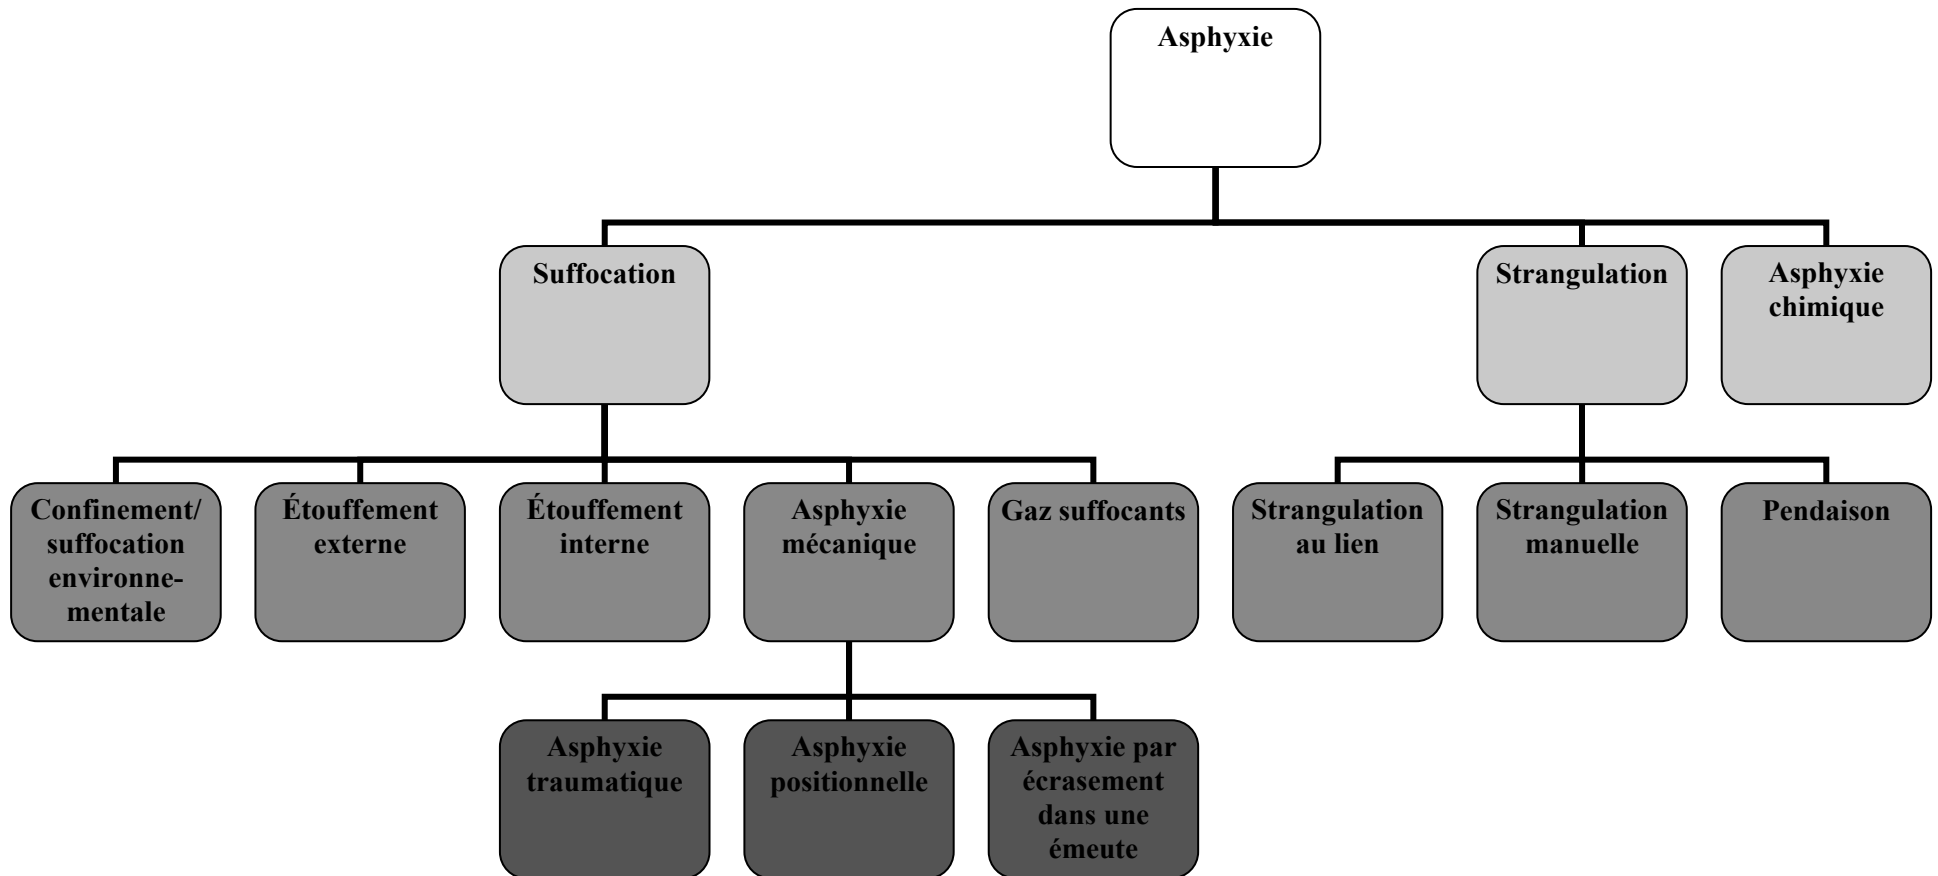 Asphyxie
Suffocation
Strangulation
Asphyxie
chimique
Confinement/
suffocation
environne-
mentale
Étouffement
externe
Étouffement
interne
Asphyxie
mécanique
Gaz suffocants
Strangulation
au lien
Strangulation
manuelle
Pendaison
Asphyxie
traumatique
Asphyxie
positionnelle
Asphyxie par
écrasement
dans une
émeute